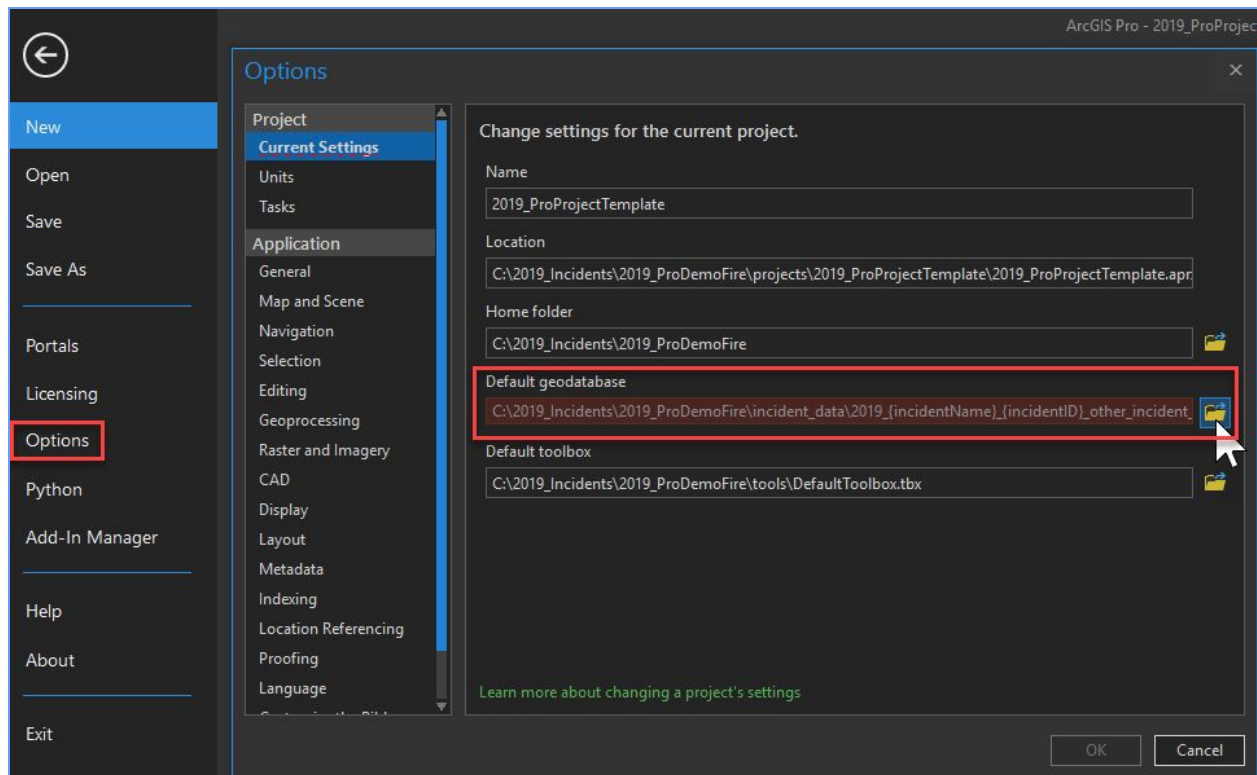 ArcGIS Pro - 2019_ProProjec
New
Open
Save
Save As
Portals
Licensing
Options
Python
Add-In Manager
Help
About
Exit
Options
Project
Current Settings
Units
Tasks
Application
General
Map and Scene
Navigation
Selection
Editing
Geoprocessing
Raster and Imagery
CAD
Display
Layout
Metadata
Indexing
Location Referencing
Proofing
Language
Change settings for the current project.
Name
2019_ProProjectTemplate
Location
C:\2019_Incidents\2019_ProDemoFire\projects\2019_ProProjectTemplate\2019_ProProjectTemplate.apr
Home folder
C:\2019_Incidents\2019_ProDemoFire
Default geodatabase
C:\2019_Incidents\2019_ProDemoFire\incident_data\2019_{incidentName}_{incidentID}_other_incident_
Default toolbox
C:\2019_Incidents\2019_ProDemoFire\tools\DefaultToolbox.tbx
Learn more about changing a project's settings
OK
Cancel